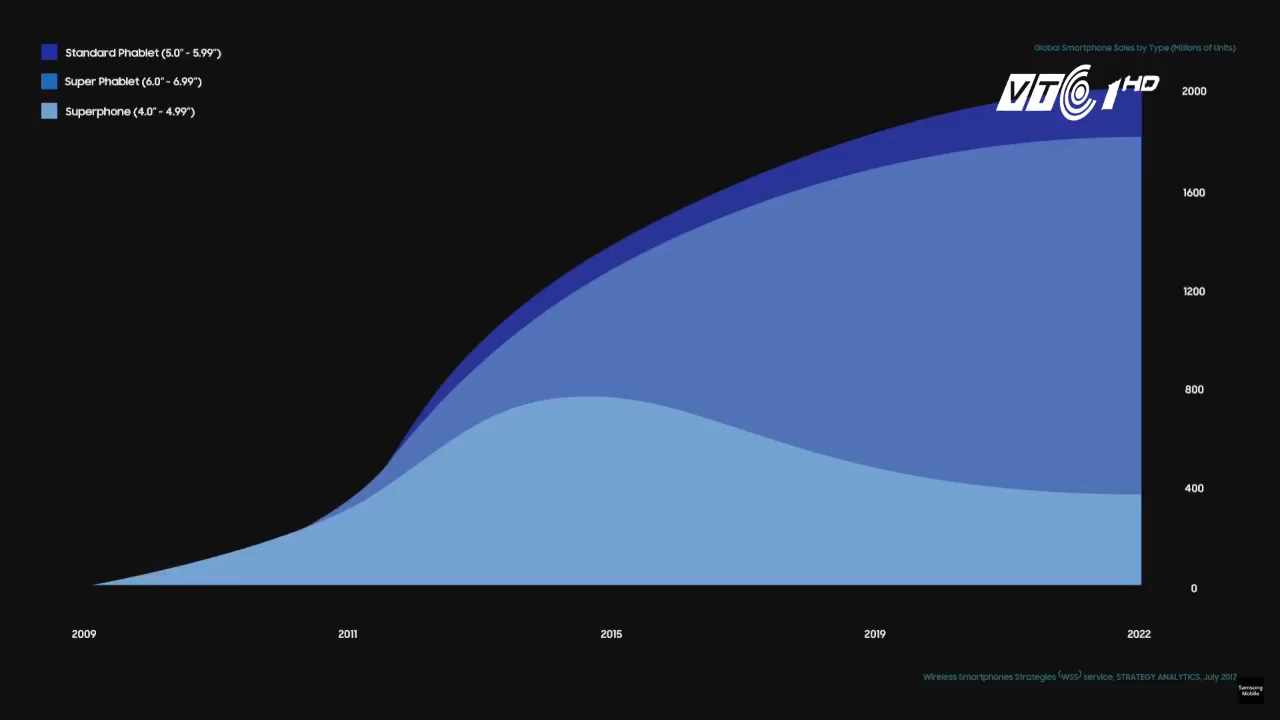 Standard Phablet (5.0" ~ 5.99")
Super Phablet (6.0" ~ 6.99")
Superphone (4.0" ~ 4.99")
Global Smartphone Sales by Type (Millions of Units)
VTC1 HD
2000
1600
1200
800
400
0
2009 2011 2015 2019 2022
Wireless Smartphones Strategies (WSS) service, STRATEGY ANALYTICS, July 2017
Samsung
Mobile